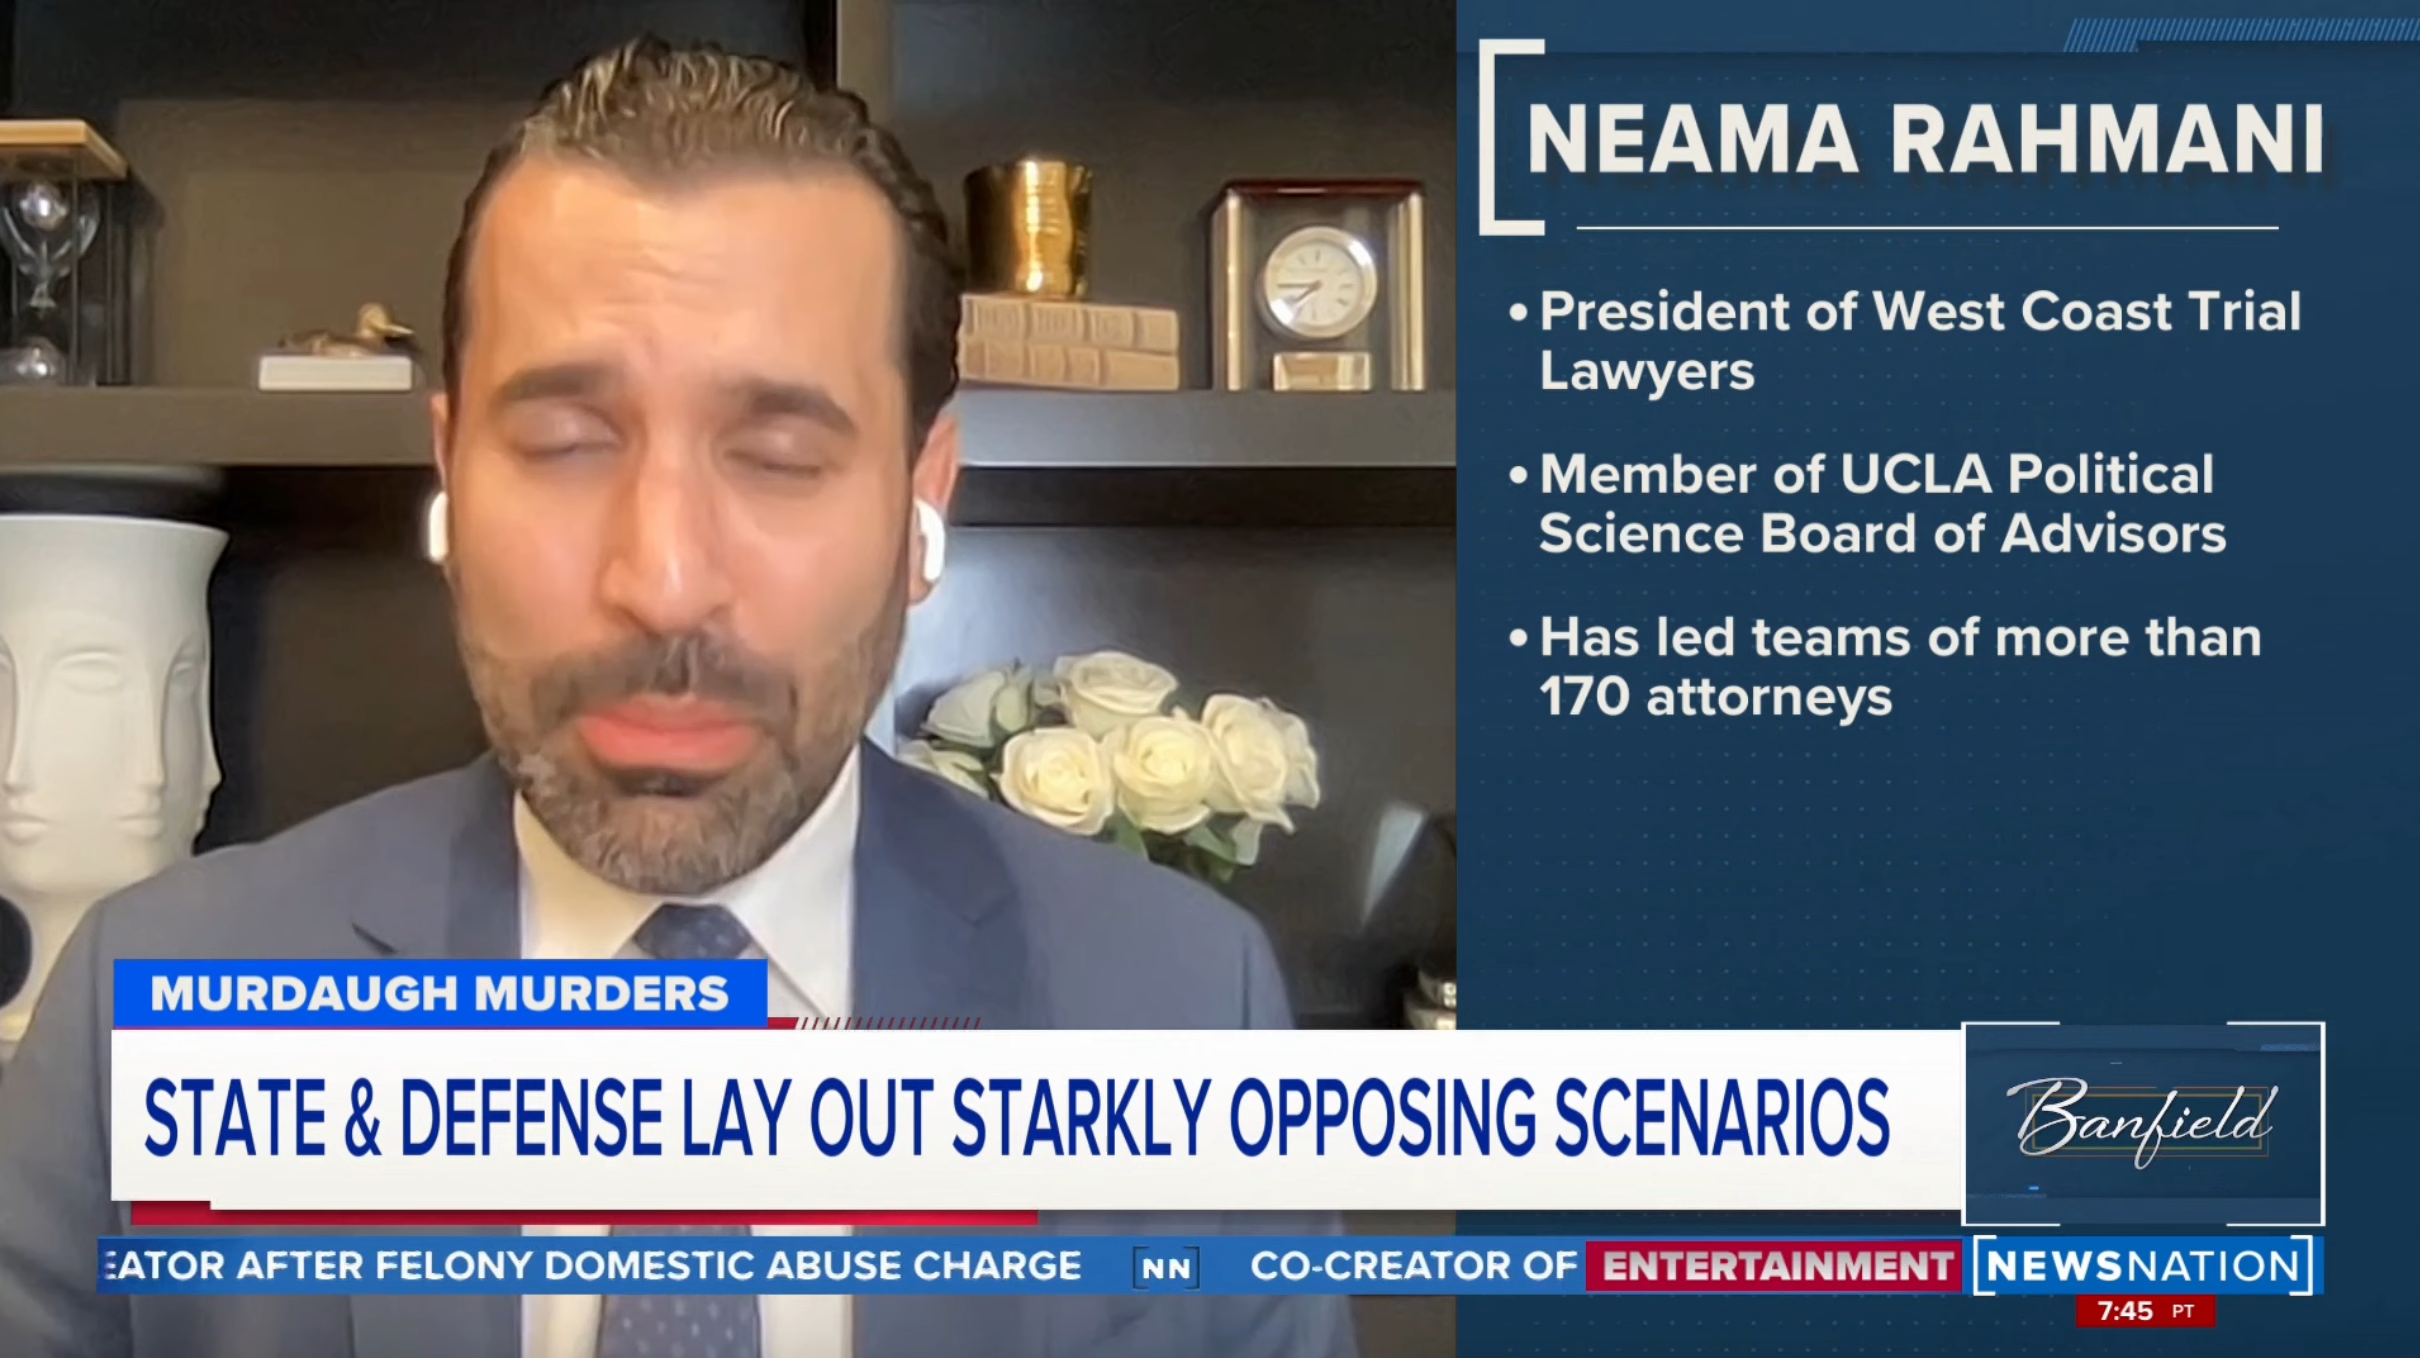 NEAMA RAHMANI
• President of West Coast Trial
Lawyers
• Member of UCLA Political
Science Board of Advisors
• Has led teams of more than
170 attorneys
MURDAUGH MURDERS
STATE & DEFENSE LAY OUT STARKLY OPPOSING SCENARIOS
Banfield
EATOR AFTER FELONY DOMESTIC ABUSE CHARGE [NN] CO-CREATOR OF ENTERTAINMENT [NEWSNATION]
7:45 PT